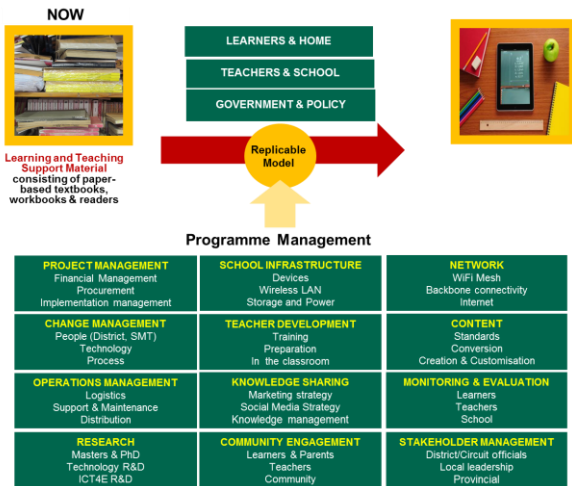 NOW
LEARNERS & HOME
TEACHERS & SCHOOL
GOVERNMENT & POLICY
Replicable
Model
Learning and Teaching
Support Material
consisting of paper-
based textbooks,
workbooks & readers
Programme Management
PROJECT MANAGEMENT
Financial Management
Procurement
Implementation management
SCHOOL INFRASTRUCTURE
Devices
Wireless LAN
Storage and Power
NETWORK
WiFi Mesh
Backbone connectivity
Internet
CHANGE MANAGEMENT
People (District, SMT)
Technology
Process
TEACHER DEVELOPMENT
Training
Preparation
In the classroom
CONTENT
Standards
Conversion
Creation & Customisation
OPERATIONS MANAGEMENT
Logistics
Support & Maintenance
Distribution
KNOWLEDGE SHARING
Marketing strategy
Social Media Strategy
Knowledge management
MONITORING & EVALUATION
Learners
Teachers
School
RESEARCH
Masters & PhD
Technology R&D
ICT4E R&D
COMMUNITY ENGAGEMENT
Learners & Parents
Teachers
Community
STAKEHOLDER MANAGEMENT
District/Circuit officials
Local leadership
Provincial